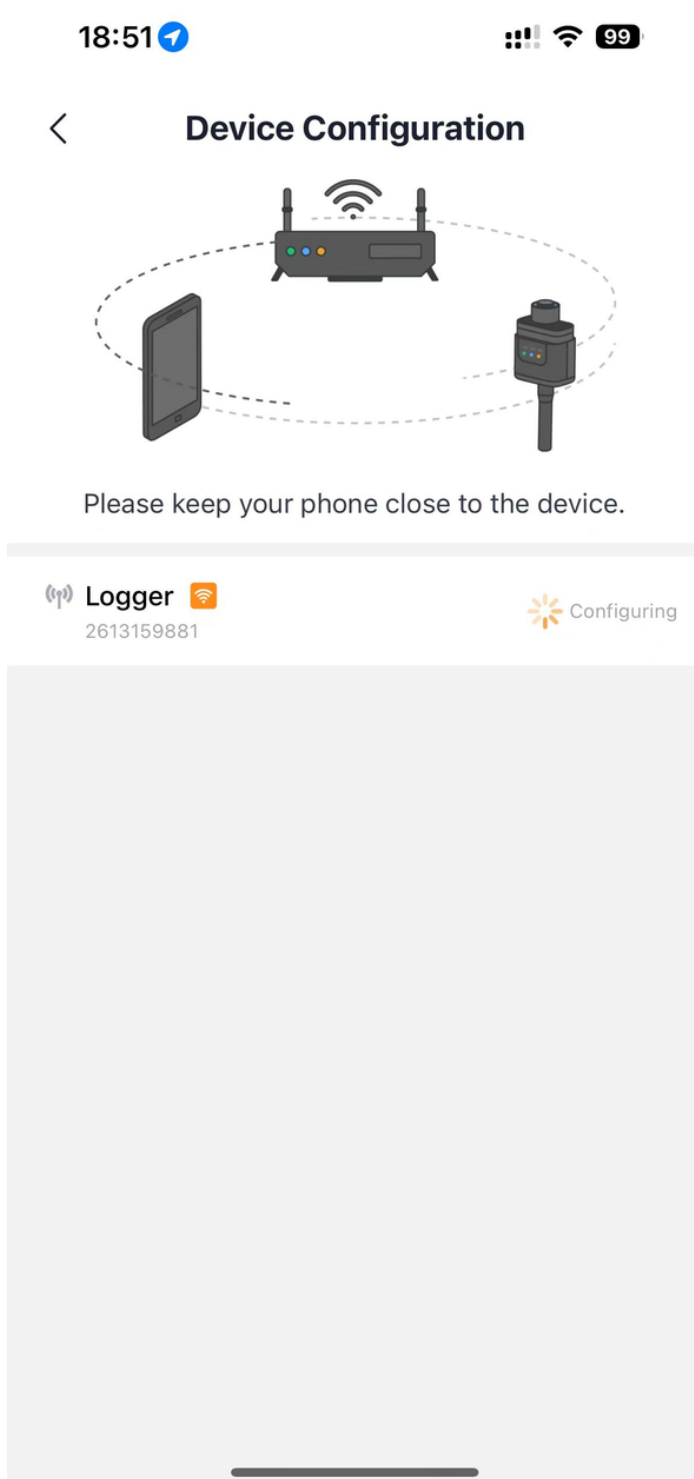 18:51
99
Device Configuration
Please keep your phone close to the device.
Logger
2613159881
Configuring